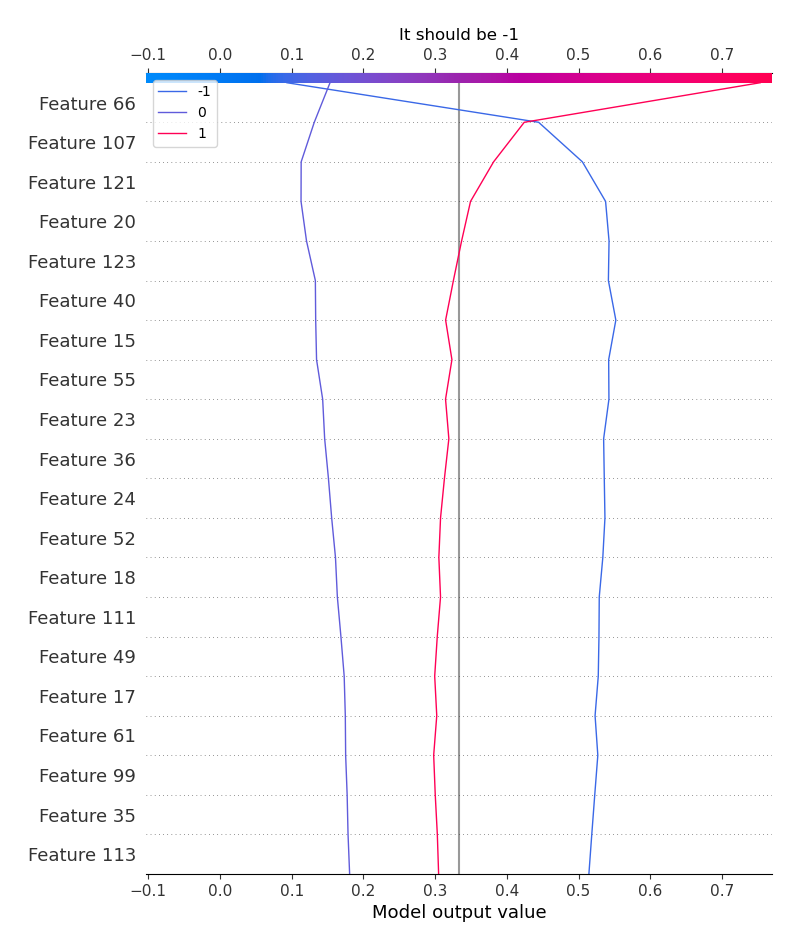 It should be -1
−0.1 0.0 0.1 0.2 0.3 0.4 0.5 0.6 0.7
-1
0
1
Feature 66
Feature 107
Feature 121
Feature 20
Feature 123
Feature 40
Feature 15
Feature 55
Feature 23
Feature 36
Feature 24
Feature 52
Feature 18
Feature 111
Feature 49
Feature 17
Feature 61
Feature 99
Feature 35
Feature 113
−0.1 0.0 0.1 0.2 0.3 0.4 0.5 0.6 0.7
Model output value